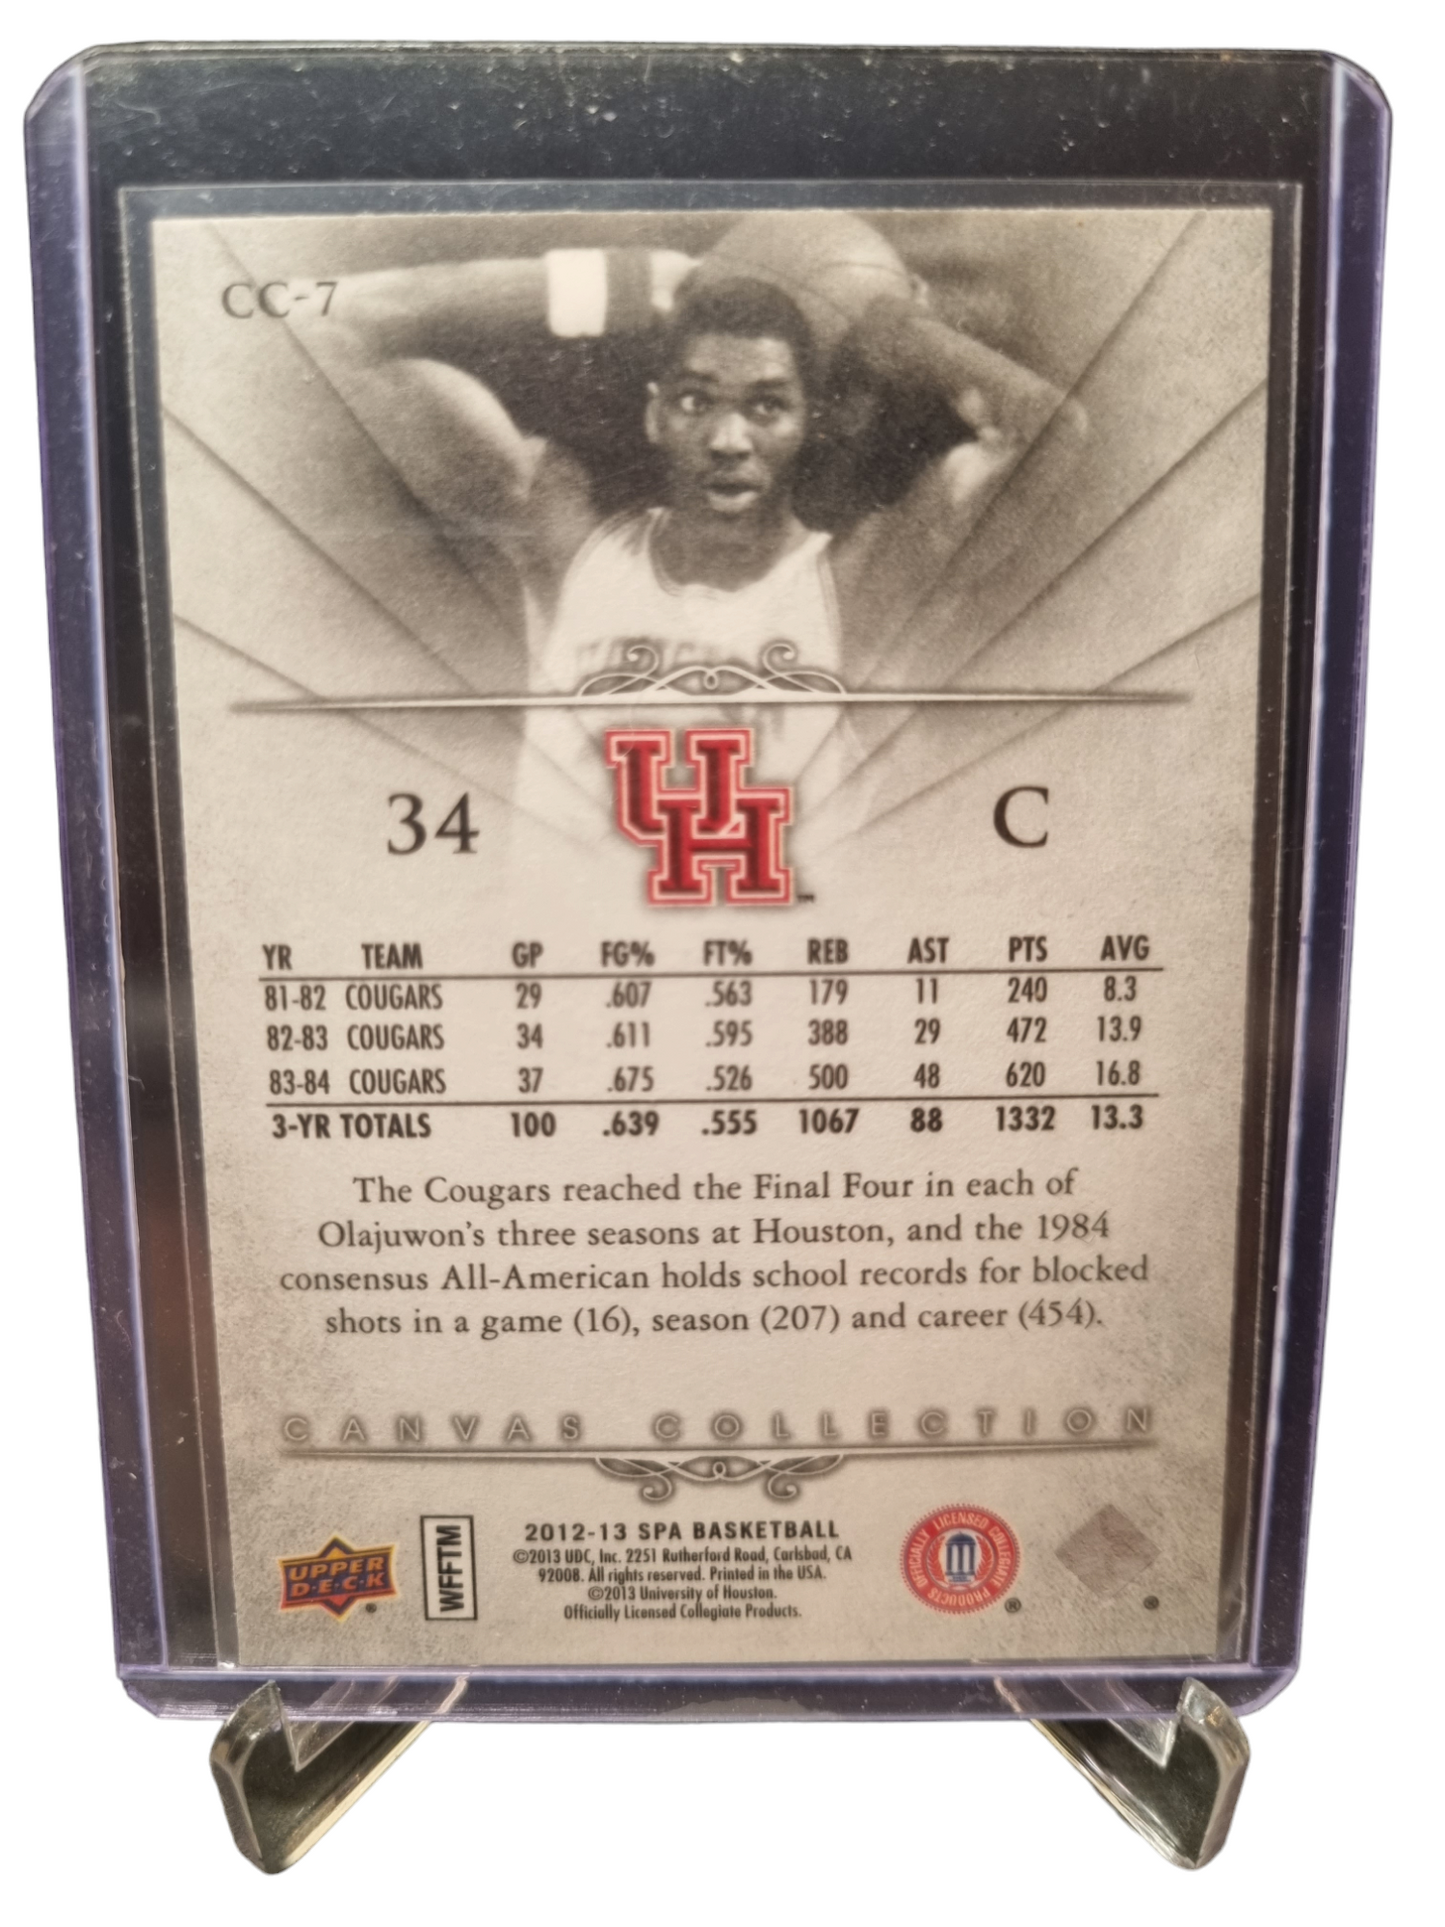 CC-7
34 UH C
YR TEAM GP FG% FT% REB AST PTS AVG
81-82 COUGARS 29 .607 .563 179 11 240 8.3
82-83 COUGARS 34 .611 .595 388 29 472 13.9
83-84 COUGARS 37 .675 .526 500 48 620 16.8
3-YR TOTALS 100 .639 .555 1067 88 1332 13.3
The Cougars reached the Final Four in each of
Olajuwon's three seasons at Houston, and the 1984
consensus All-American holds school records for blocked
shots in a game (16), season (207) and career (454).
CANVAS COLLECTION
UPPER
DECK
WFFTM
2012-13 SPA BASKETBALL
©2013 UDC, Inc. 2251 Rutherford Road, Carlsbad, CA
92008. All rights reserved. Printed in the USA.
©2013 University of Houston.
Officially Licensed Collegiate Products.
OFFICIALLY LICENSED COLLEGIATE PRODUCTS